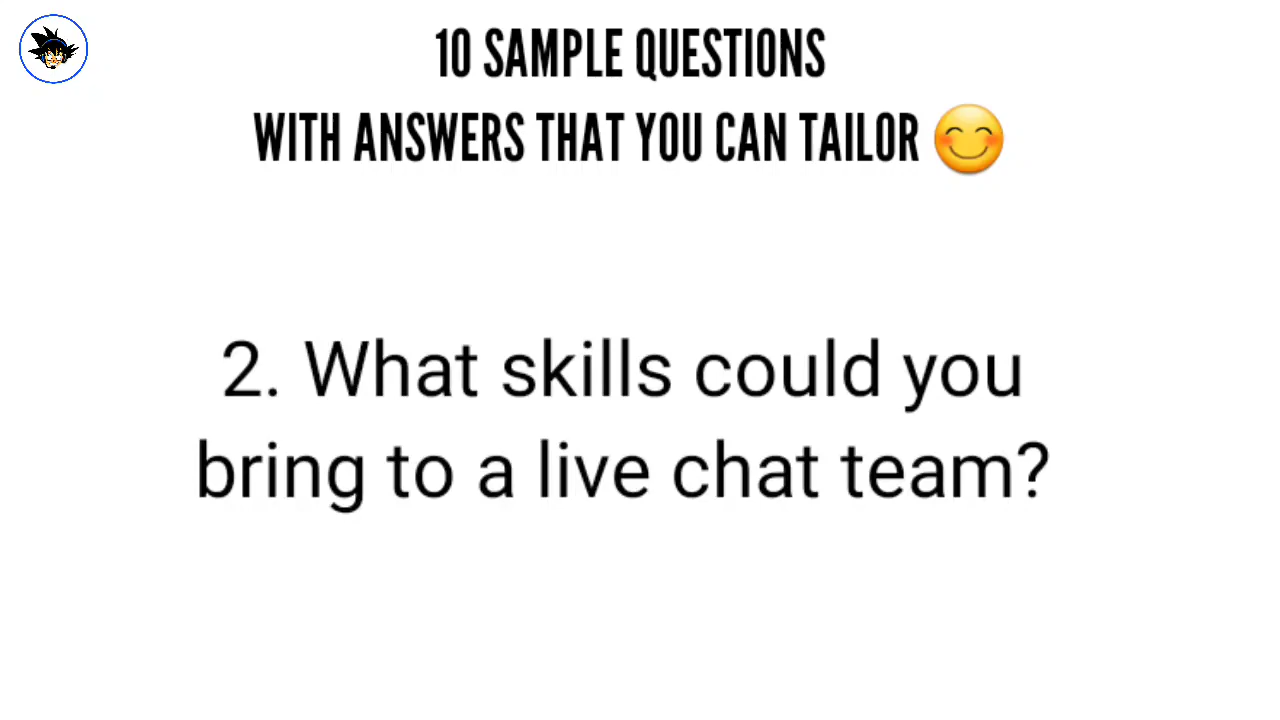 10 SAMPLE QUESTIONS
WITH ANSWERS THAT YOU CAN TAILOR 😊
2. What skills could you
bring to a live chat team?